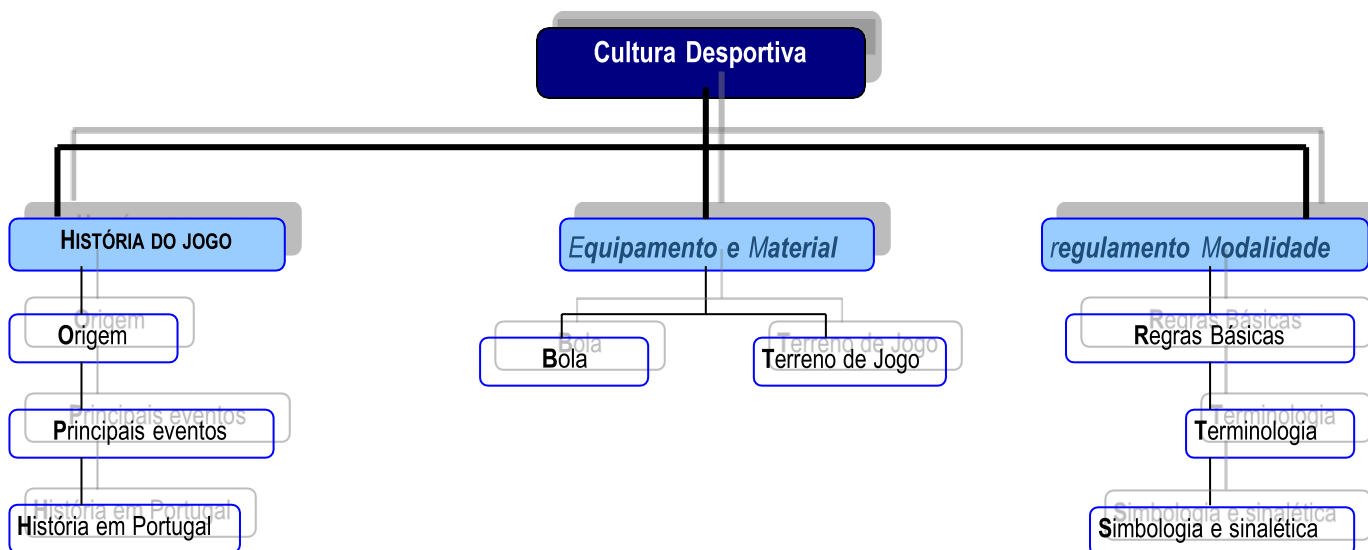 Cultura Desportiva
HISTÓRIA DO JOGO
Origem
Principais eventos
História em Portugal
Equipamento e Material
Bola
Terreno de Jogo
regulamento Modalidade
Regras Básicas
Terminologia
Simbologia e sinalética